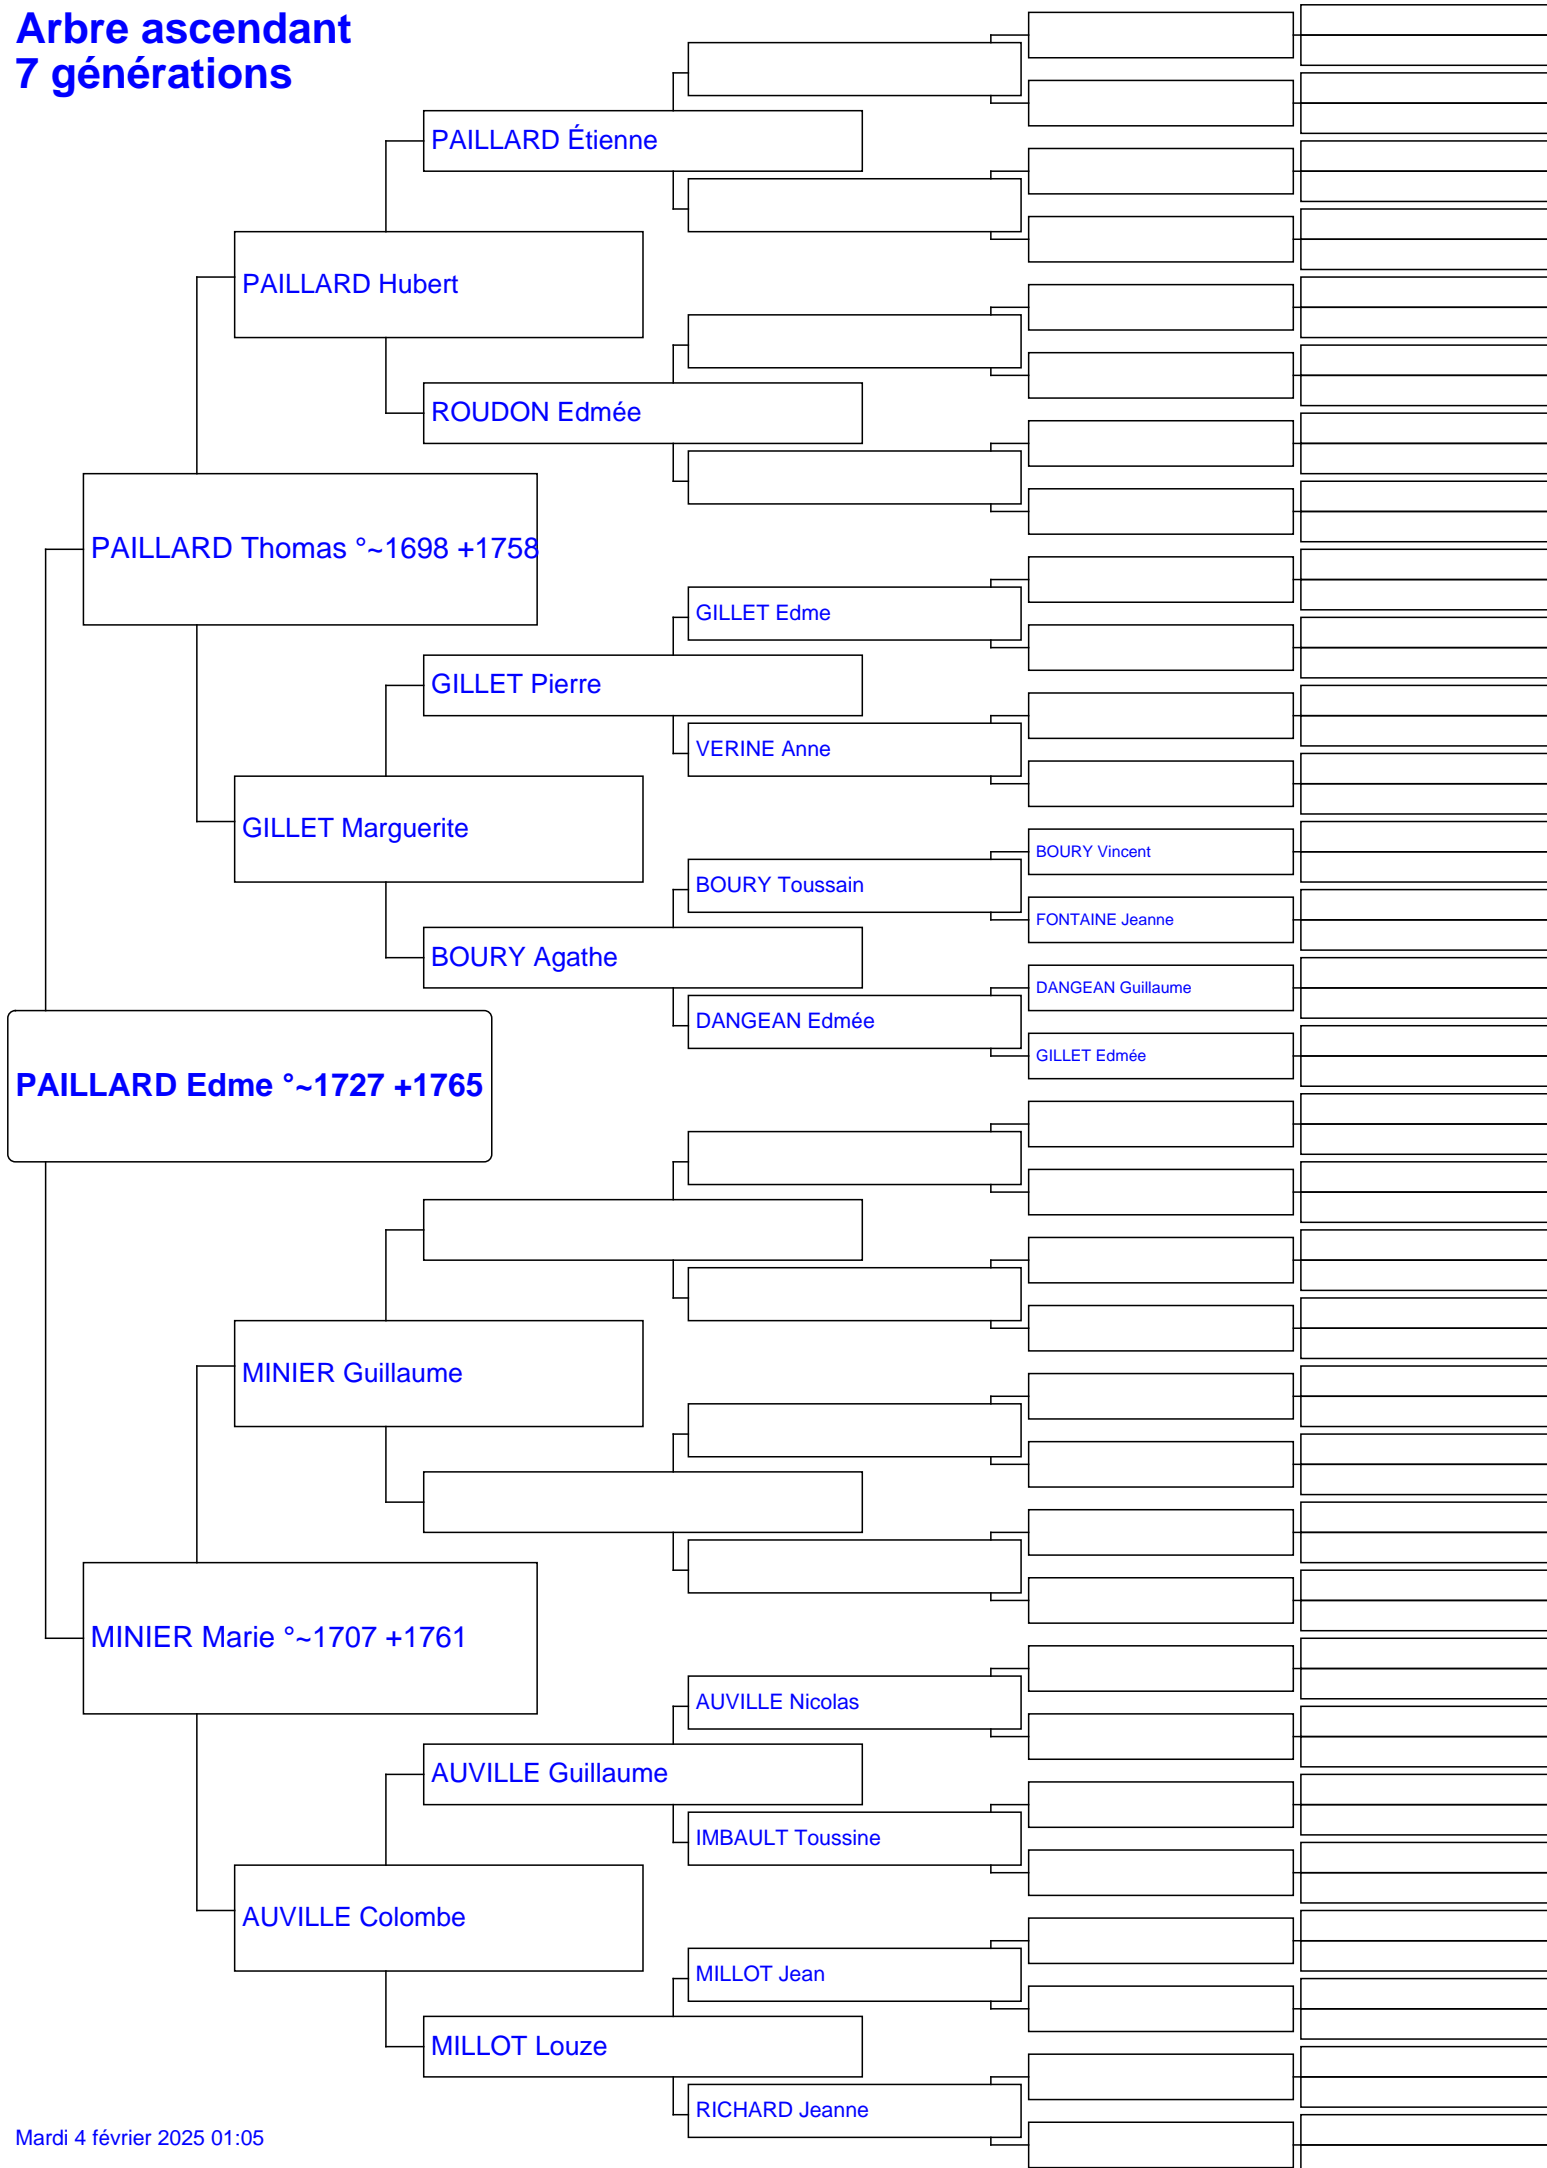 Arbre ascendant
7 générations
PAILLARD Étienne
PAILLARD Hubert
ROUDON Edmée
PAILLARD Thomas °~1698 +1758
GILLET Edme
GILLET Pierre
VERINE Anne
GILLET Marguerite
BOURY Vincent
BOURY Toussain
FONTAINE Jeanne
BOURY Agathe
DANGEAN Guillaume
DANGEAN Edmée
GILLET Edmée
PAILLARD Edme °~1727 +1765
MINIER Guillaume
MINIER Marie °~1707 +1761
AUVILLE Nicolas
AUVILLE Guillaume
IMBAULT Toussine
AUVILLE Colombe
MILLOT Jean
MILLOT Louze
RICHARD Jeanne
Mardi 4 février 2025 01:05